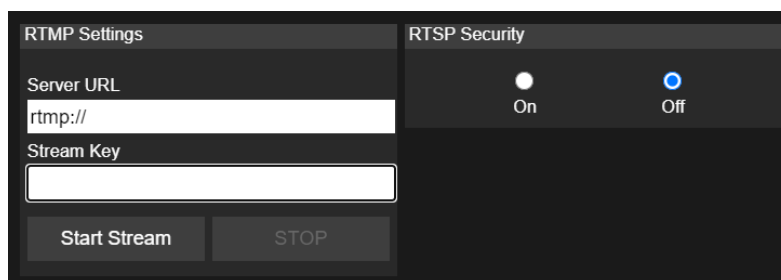 RTMP Settings
Server URL
rtmp://
Stream Key
Start Stream STOP
RTSP Security
On Off